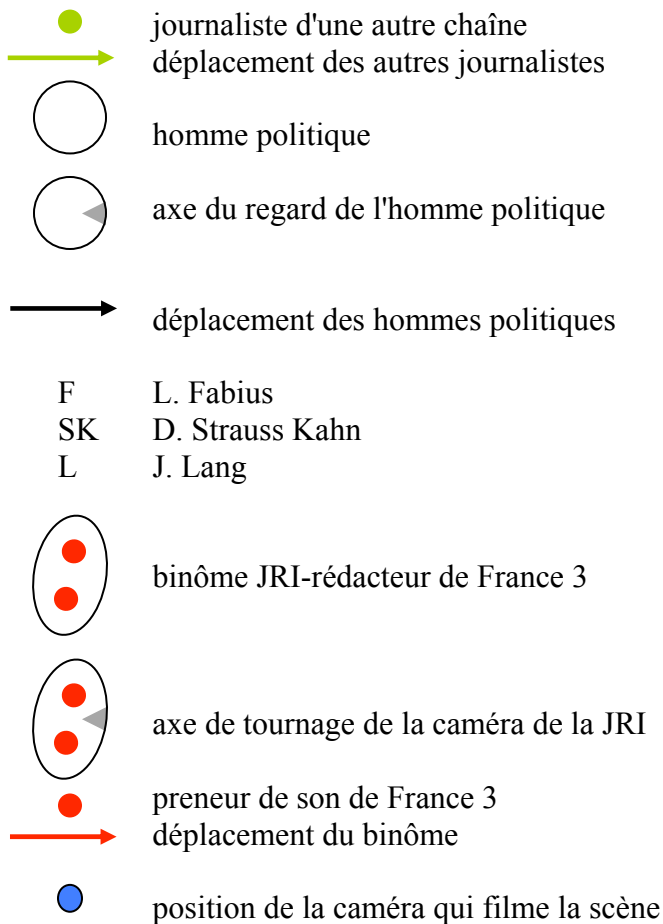 journaliste d'une autre chaîne
déplacement des autres journalistes
homme politique
axe du regard de l'homme politique
déplacement des hommes politiques
F L. Fabius
SK D. Strauss Kahn
L J. Lang
binôme JRI-rédacteur de France 3
axe de tournage de la caméra de la JRI
preneur de son de France 3
déplacement du binôme
position de la caméra qui filme la scène